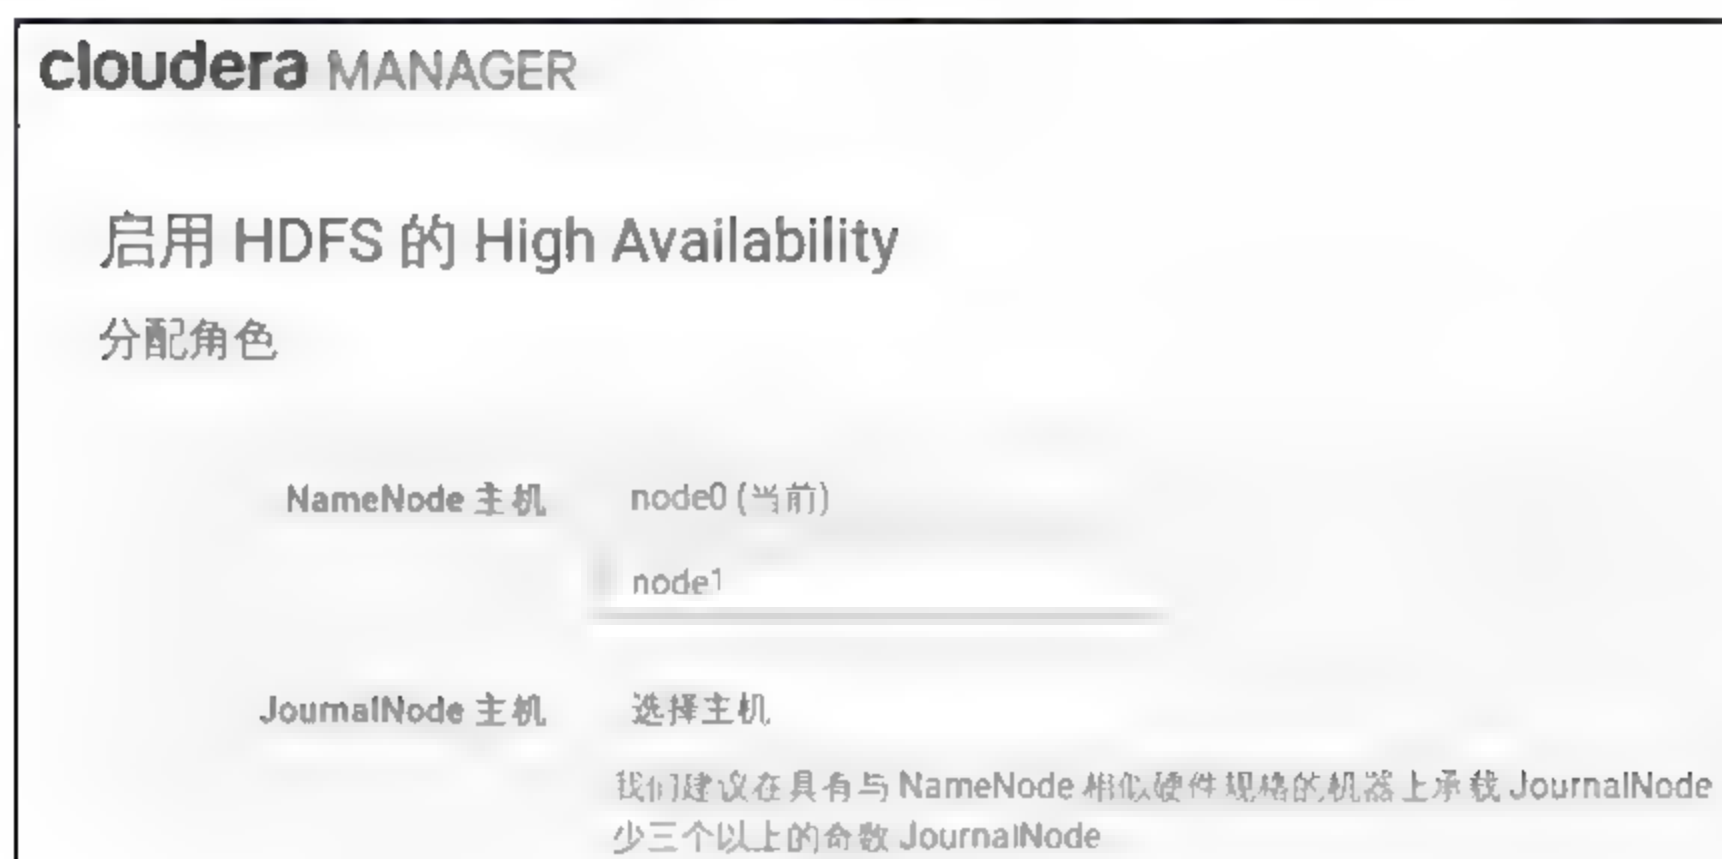 cloudera MANAGER
启用 HDFS 的 High Availability
分配角色
NameNode 主机 node0 (当前)
node1
JournalNode 主机 选择主机
我们建议在具有与 NameNode 相似硬件规格的机器上承载 JournalNode
少三个以上的奇数 JournalNode